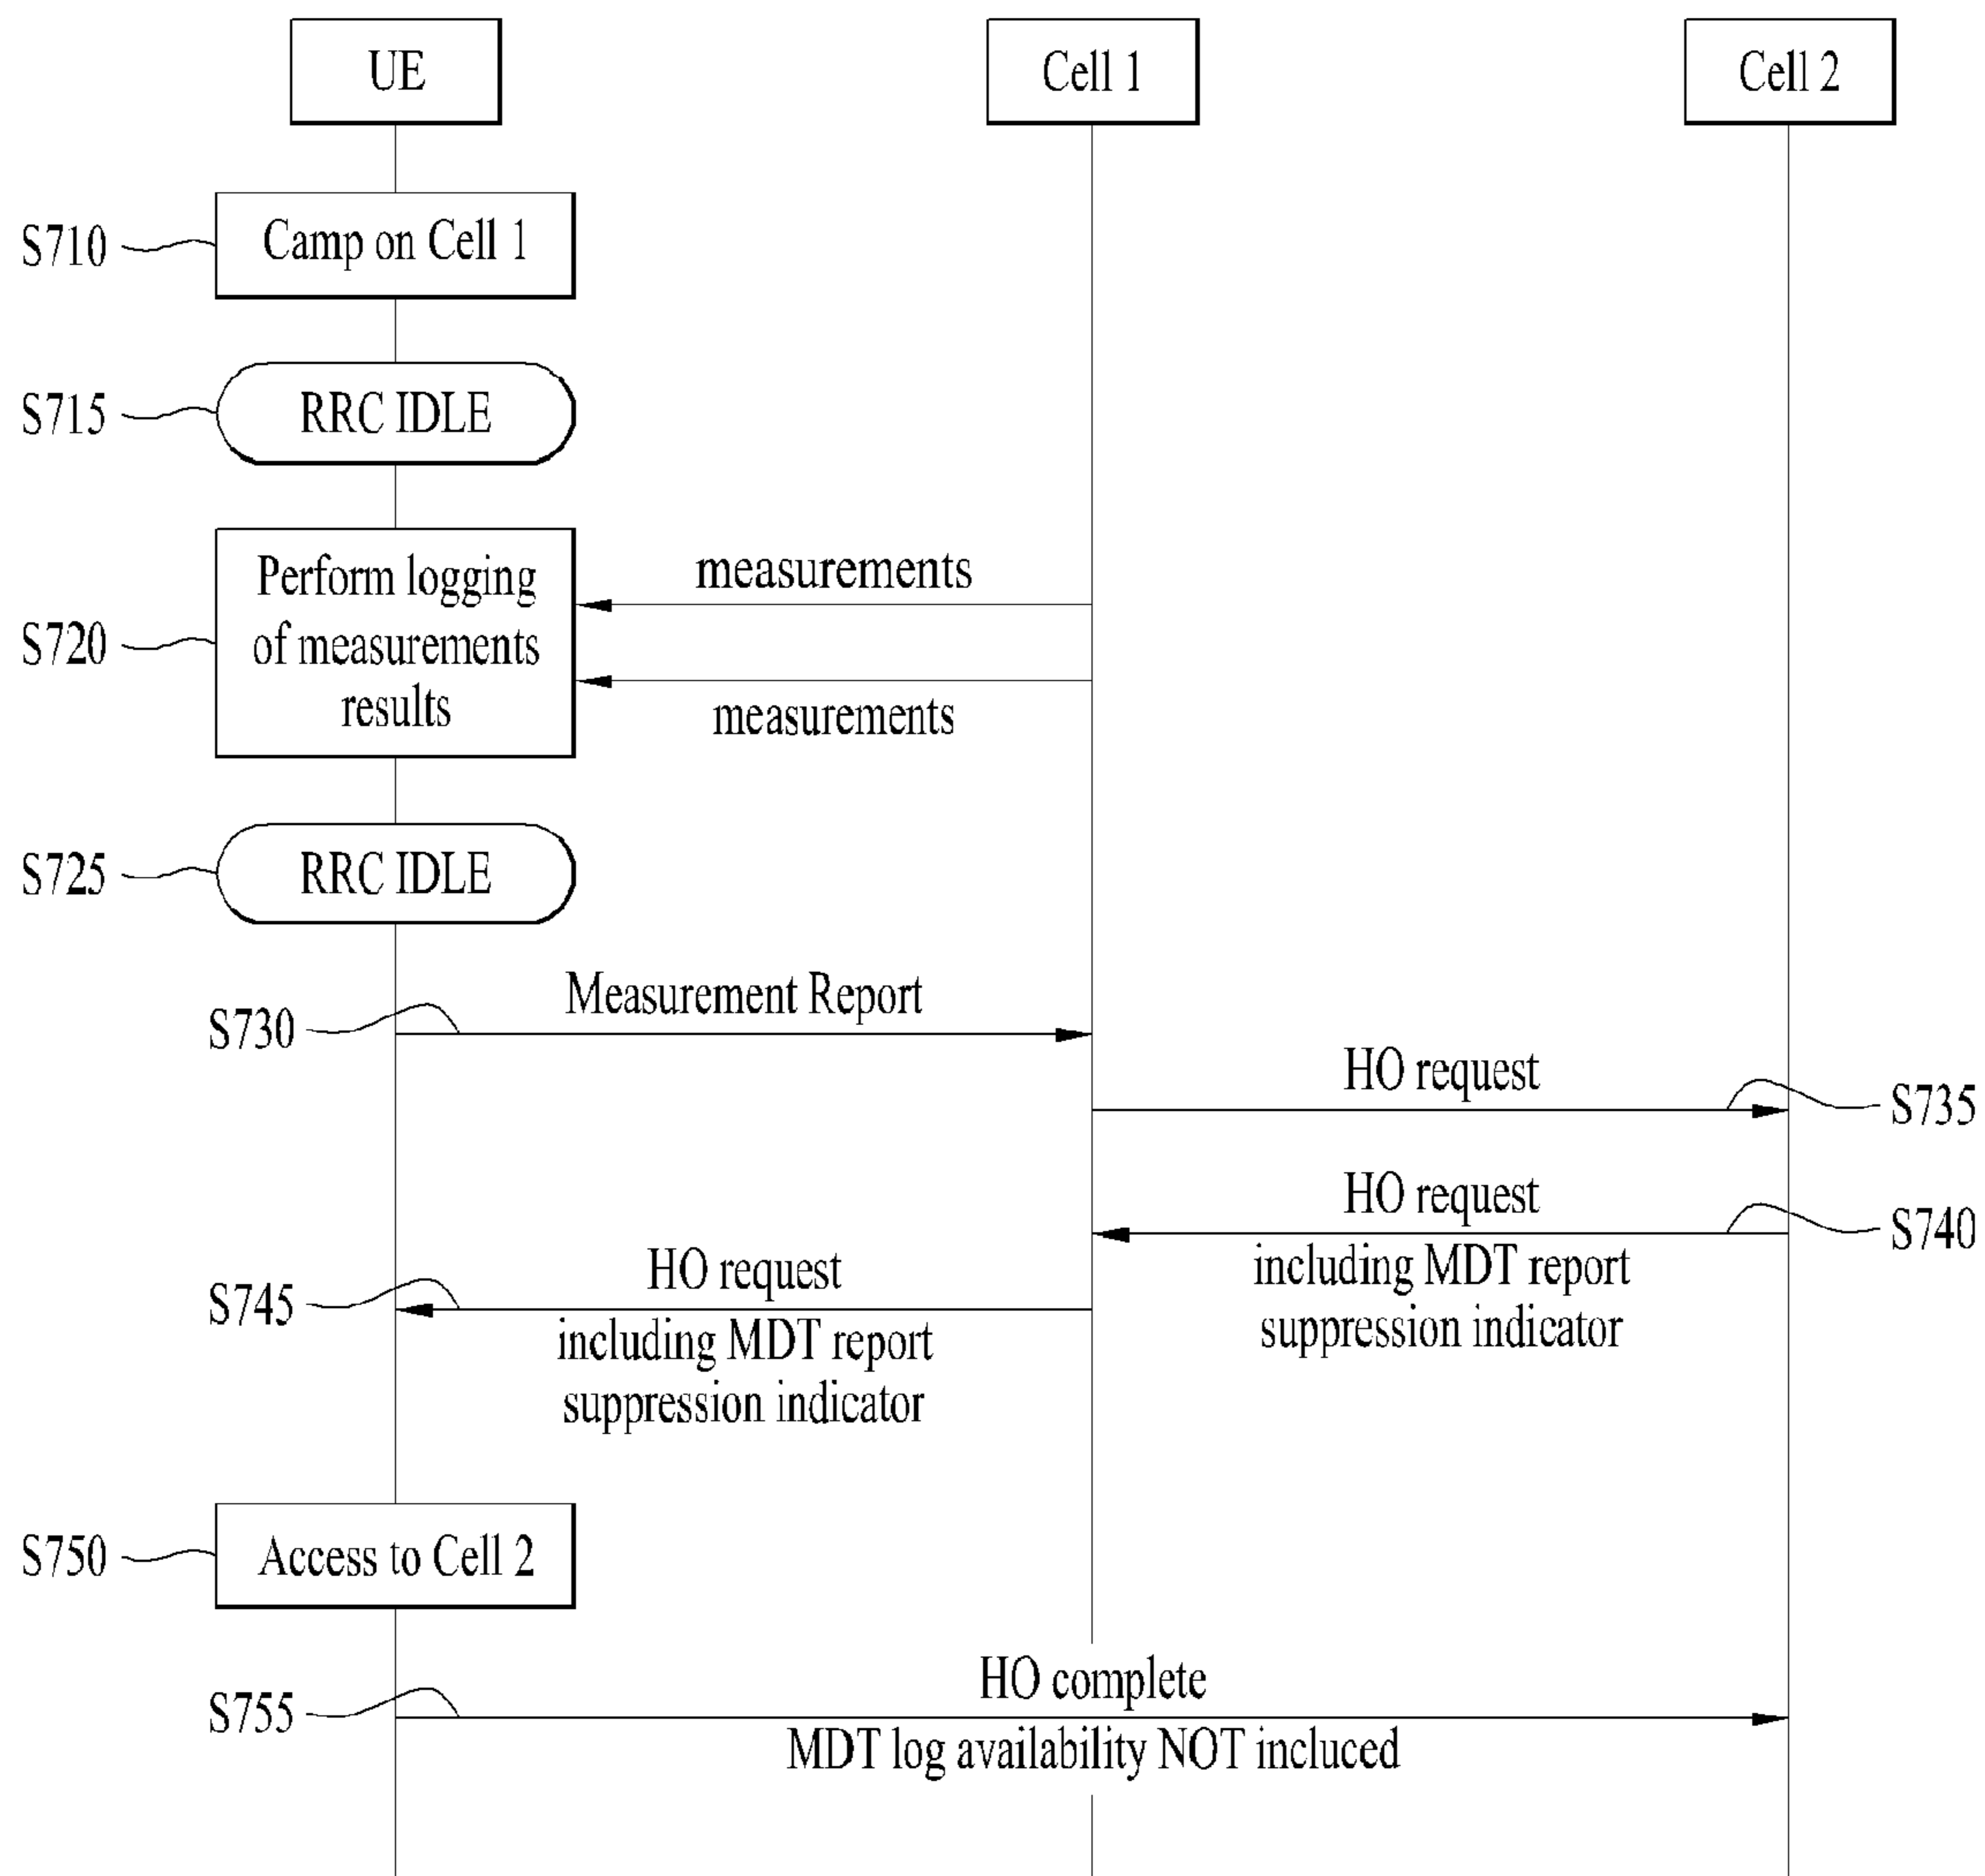 UE
Cell 1
Cell 2
S710
Camp on Cell 1
S715
RRC IDLE
S720
Perform logging
of measurements
results
measurements
measurements
S725
RRC IDLE
S730
Measurement Report
HO request
S735
HO request
including MDT report
suppression indicator
S740
S745
HO request
including MDT report
suppression indicator
S750
Access to Cell 2
S755
HO complete
MDT log availability NOT incluced